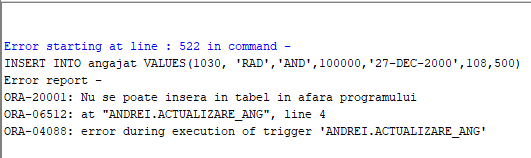 Error starting at line : 522 in command -
INSERT INTO angajat VALUES(1030, 'RAD','AND',100000,'27-DEC-2000',108,500)
Error report -
ORA-20001: Nu se poate insera in tabel in afara programului
ORA-06512: at "ANDREI.ACTUALIZARE_ANG", line 4
ORA-04088: error during execution of trigger 'ANDREI.ACTUALIZARE_ANG'